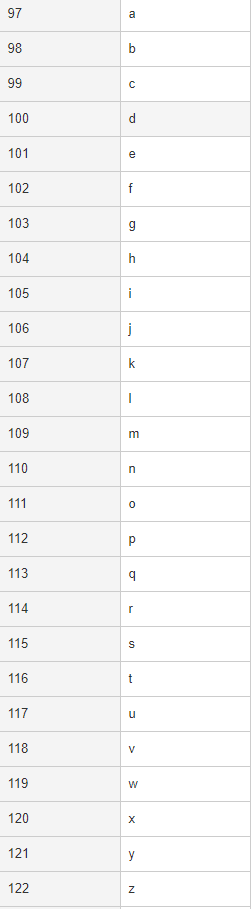 97 a
98 b
99 c
100 d
101 e
102 f
103 g
104 h
105 i
106 j
107 k
108 l
109 m
110 n
111 o
112 p
113 q
114 r
115 s
116 t
117 u
118 v
119 w
120 x
121 y
122 z